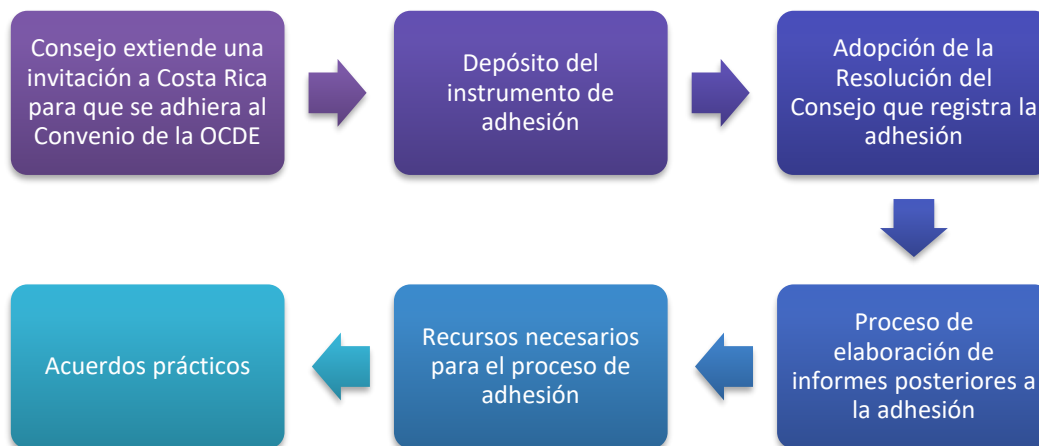 Consejo extiende una
invitación a Costa Rica
para que se adhiera al
Convenio de la OCDE
Depósito del
instrumento de
adhesión
Adopción de la
Resolución del
Consejo que registra la
adhesión
Proceso de
elaboración de
informes posteriores a
la adhesión
Recursos necesarios
para el proceso de
adhesión
Acuerdos prácticos